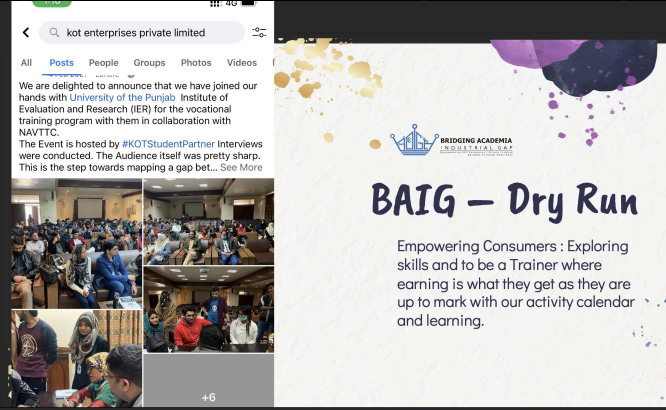 4G
kot enterprises private limited
All Posts People Groups Photos Videos
We are delighted to announce that we have joined our
hands with University of the Punjab Institute of
Evaluation and Research (IER) for the vocational
training program with them in collaboration with
NAVTTC.
The Event is hosted by #KOTStudentPartner Interviews
were conducted. The Audience itself was pretty sharp.
This is the step towards mapping a gap bet... See More
+6
BRIDGING ACADEMIA
INDUSTRIAL GAP
BAIG – Dry Run
Empowering Consumers : Exploring
skills and to be a Trainer where
earning is what they get as they are
up to mark with our activity calendar
and learning.